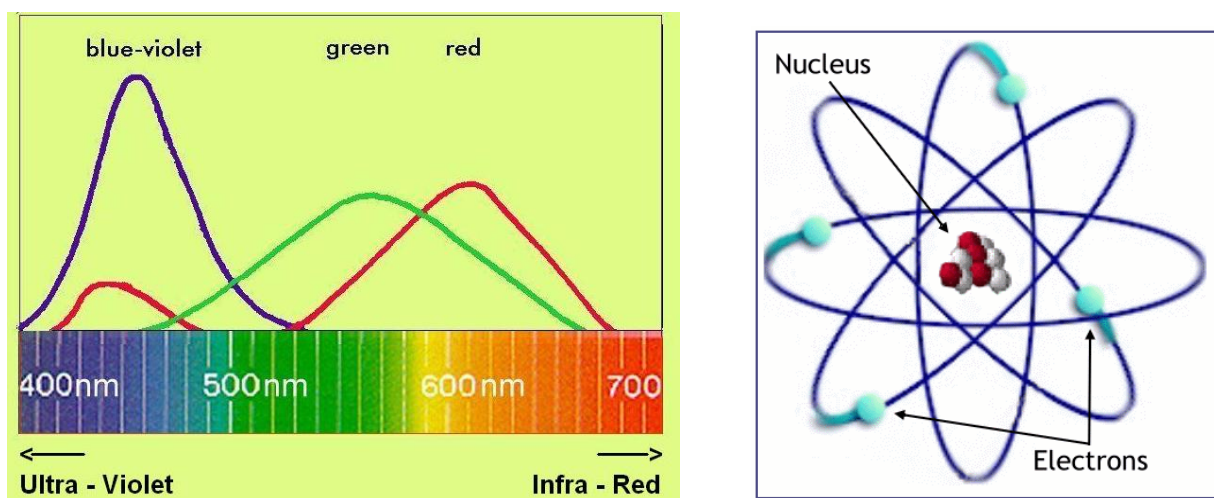 blue-violet green red
400nm 500nm 600nm 700
Ultra - Violet Infra - Red
Nucleus
Electrons